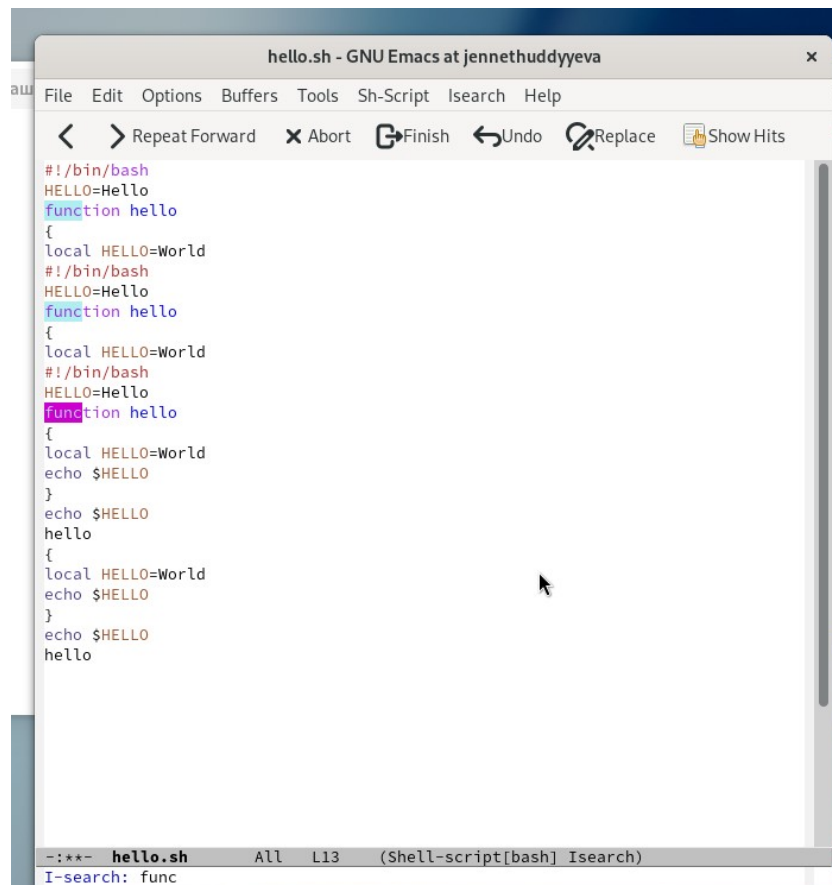 hello.sh - GNU Emacs at jennethuddyyeva
File Edit Options Buffers Tools Sh-Script Isearch Help
Repeat Forward Abort Finish Undo Replace Show Hits
#!/bin/bash
HELLO=Hello
function hello
{
local HELLO=World
#!/bin/bash
HELLO=Hello
function hello
{
local HELLO=World
#!/bin/bash
HELLO=Hello
function hello
{
local HELLO=World
echo $HELLO
}
echo $HELLO
hello
{
local HELLO=World
echo $HELLO
}
echo $HELLO
hello
-:**- hello.sh All L13 (Shell-script[bash] Isearch)
I-search: func